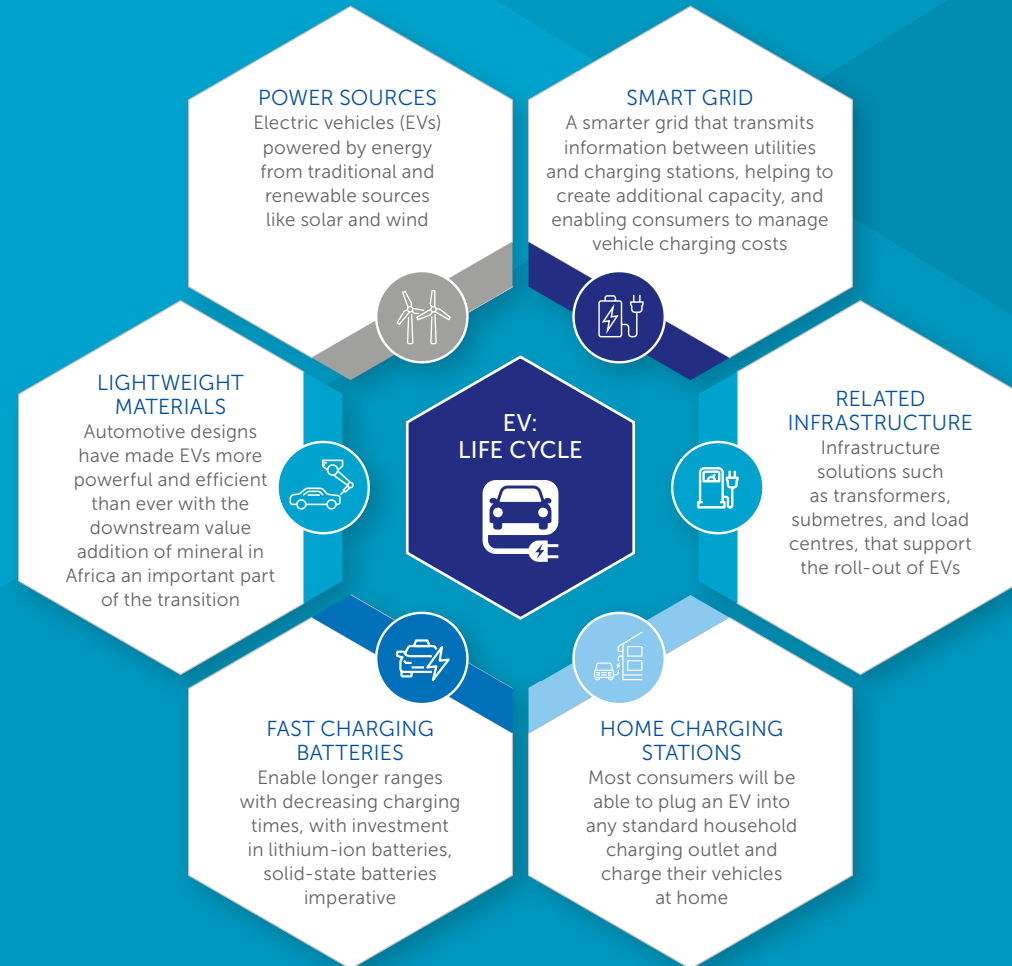 POWER SOURCES
Electric vehicles (EVs)
powered by energy
from traditional and
renewable sources
like solar and wind
SMART GRID
A smarter grid that transmits
information between utilities
and charging stations, helping to
create additional capacity, and
enabling consumers to manage
vehicle charging costs
LIGHTWEIGHT
MATERIALS
Automotive designs
have made EVs more
powerful and efficient
than ever with the
downstream value
addition of mineral in
Africa an important part
of the transition
EV:
LIFE CYCLE
RELATED
INFRASTRUCTURE
Infrastructure
solutions such
as transformers,
submetres, and load
centres, that support
the roll-out of EVs
FAST CHARGING
BATTERIES
Enable longer ranges
with decreasing charging
times, with investment
in lithium-ion batteries,
solid-state batteries
imperative
HOME CHARGING
STATIONS
Most consumers will be
able to plug an EV into
any standard household
charging outlet and
charge their vehicles
at home